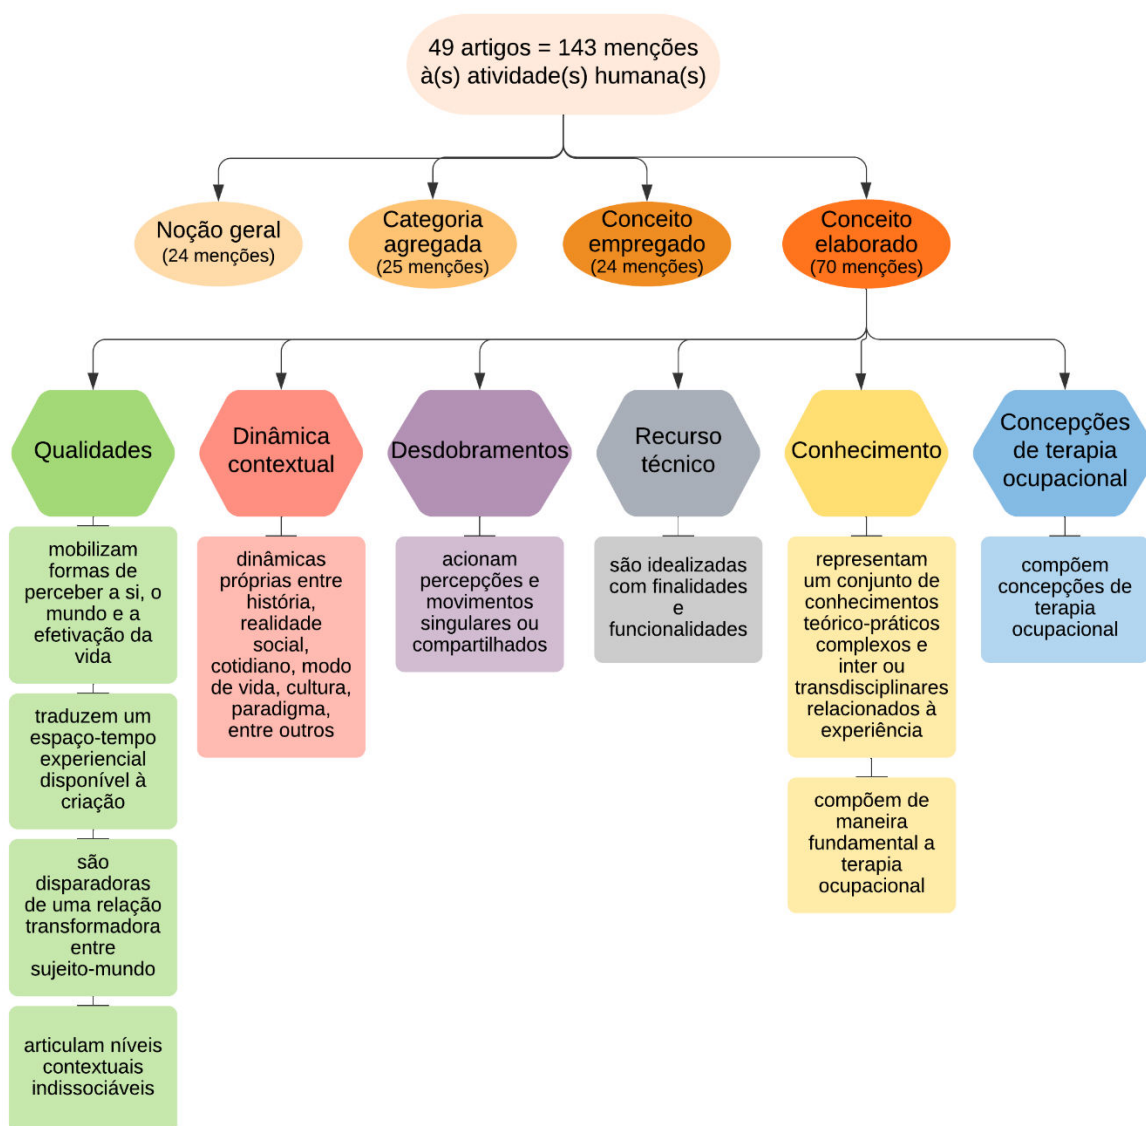 49 artigos = 143 menções
à(s) atividade(s) humana(s)
Noção geral
(24 menções)
Categoria
agregada
(25 menções)
Conceito
empregado
(24 menções)
Conceito
elaborado
(70 menções)
Qualidades
Dinâmica
contextual
Desdobramentos
Recurso
técnico
Conhecimento
Concepções
de terapia
ocupacional
mobilizam
formas de
perceber a si, o
mundo e a
efetivação da
vida
traduzem um
espaço-tempo
experiencial
disponível à
criação
são
disparadoras
de uma relação
transformadora
entre
sujeito-mundo
articulam níveis
contextuais
indissociáveis
dinâmicas
próprias entre
história,
realidade
social,
cotidiano, modo
de vida, cultura,
paradigma,
entre outros
acionam
percepções e
movimentos
singulares ou
compartilhados
são idealizadas
com finalidades
e
funcionalidades
representam
um conjunto de
conhecimentos
teórico-práticos
complexos e
inter ou
transdisciplinares
relacionados à
experiência
compõem de
maneira
fundamental a
terapia
ocupacional
compõem
concepções de
terapia
ocupacional